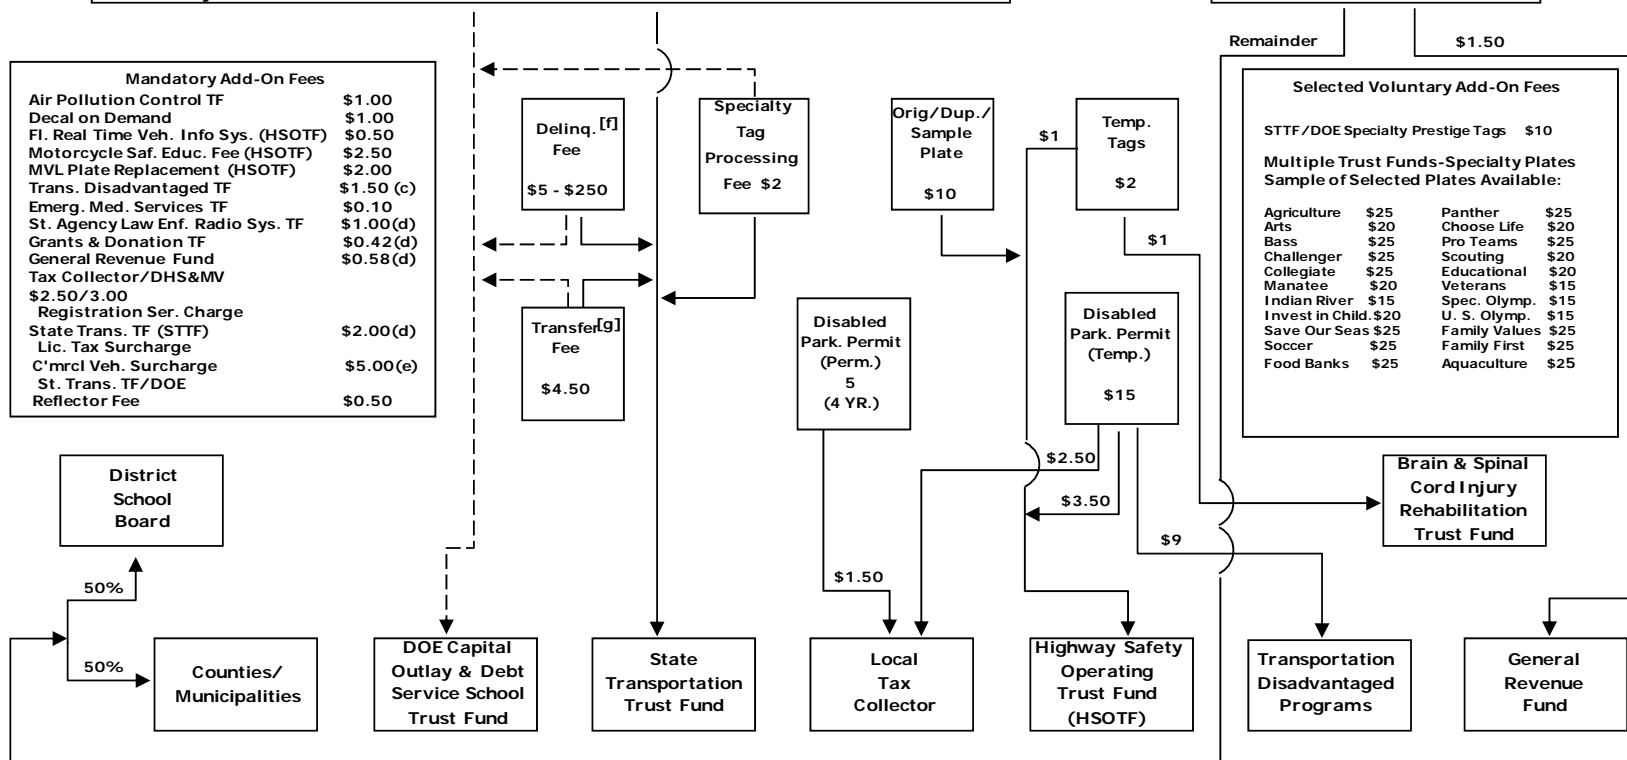 Remainder
$1.50
Mandatory Add-On Fees
Air Pollution Control TF $1.00
Decal on Demand $1.00
Fl. Real Time Veh. Info Sys. (HSOTF) $0.50
Motorcycle Saf. Educ. Fee (HSOTF) $2.50
MVL Plate Replacement (HSOTF) $2.00
Trans. Disadvantaged TF $1.50 (c)
Emerg. Med. Services TF $0.10
St. Agency Law Enf. Radio Sys. TF $1.00(d)
Grants & Donation TF $0.42(d)
General Revenue Fund $0.58(d)
Tax Collector/DHS&MV
$2.50/3.00
Registration Ser. Charge
State Trans. TF (STTF) $2.00(d)
Lic. Tax Surcharge
C'mrcl Veh. Surcharge $5.00(e)
St. Trans. TF/DOE
Reflector Fee $0.50
Delinq. [f]
Fee
$5 - $250
Specialty
Tag
Processing
Fee $2
Orig/Dup./
Sample
Plate
$10
$1
Temp.
Tags
$2
$1
Selected Voluntary Add-On Fees
STTF/DOE Specialty Prestige Tags $10
Multiple Trust Funds-Specialty Plates
Sample of Selected Plates Available:
Agriculture $25 Panther $25
Arts $20 Choose Life $20
Bass $25 Pro Teams $25
Challenger $25 Scouting $20
Collegiate $25 Educational $20
Manatee $20 Veterans $15
Indian River $15 Spec. Olymp. $15
Invest in Child. $20 U. S. Olymp. $15
Save Our Seas $25 Family Values $25
Soccer $25 Family First $25
Food Banks $25 Aquaculture $25
Transfer [g]
Fee
$4.50
Disabled
Park. Permit
(Perm.)
5
(4 YR.)
Disabled
Park. Permit
(Temp.)
$15
$2.50
$3.50
$9
$1.50
Brain & Spinal
Cord Injury
Rehabilitation
Trust Fund
District
School
Board
50%
50%
Counties/
Municipalities
DOE Capital
Outlay & Debt
Service School
Trust Fund
State
Transportation
Trust Fund
Local
Tax
Collector
Highway Safety
Operating
Trust Fund
(HSOTF)
Transportation
Disadvantaged
Programs
General
Revenue
Fund